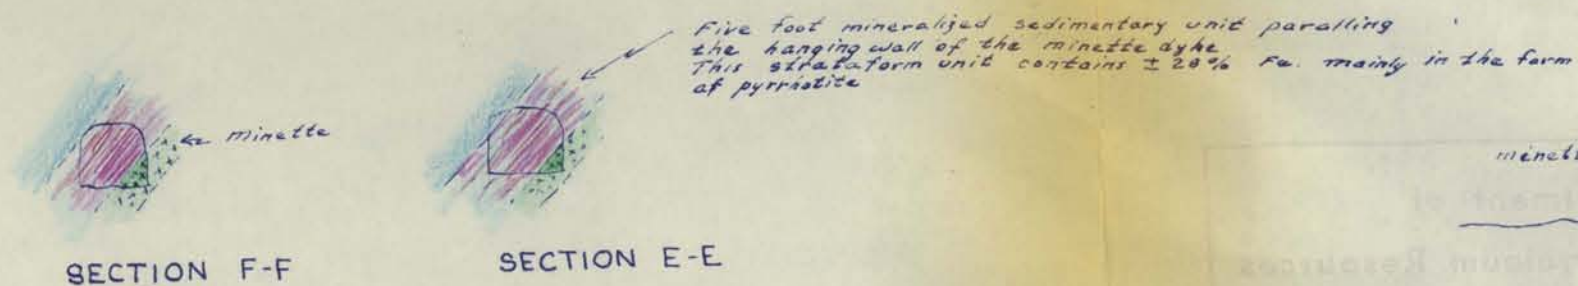 Five foot mineralized sedimentary unit paralling
the hanging wall of the minette dyke
This strataform unit contains ± 28% Fe. mainly in the form
of pyrrhotite
minette
SECTION F-F
SECTION E-E